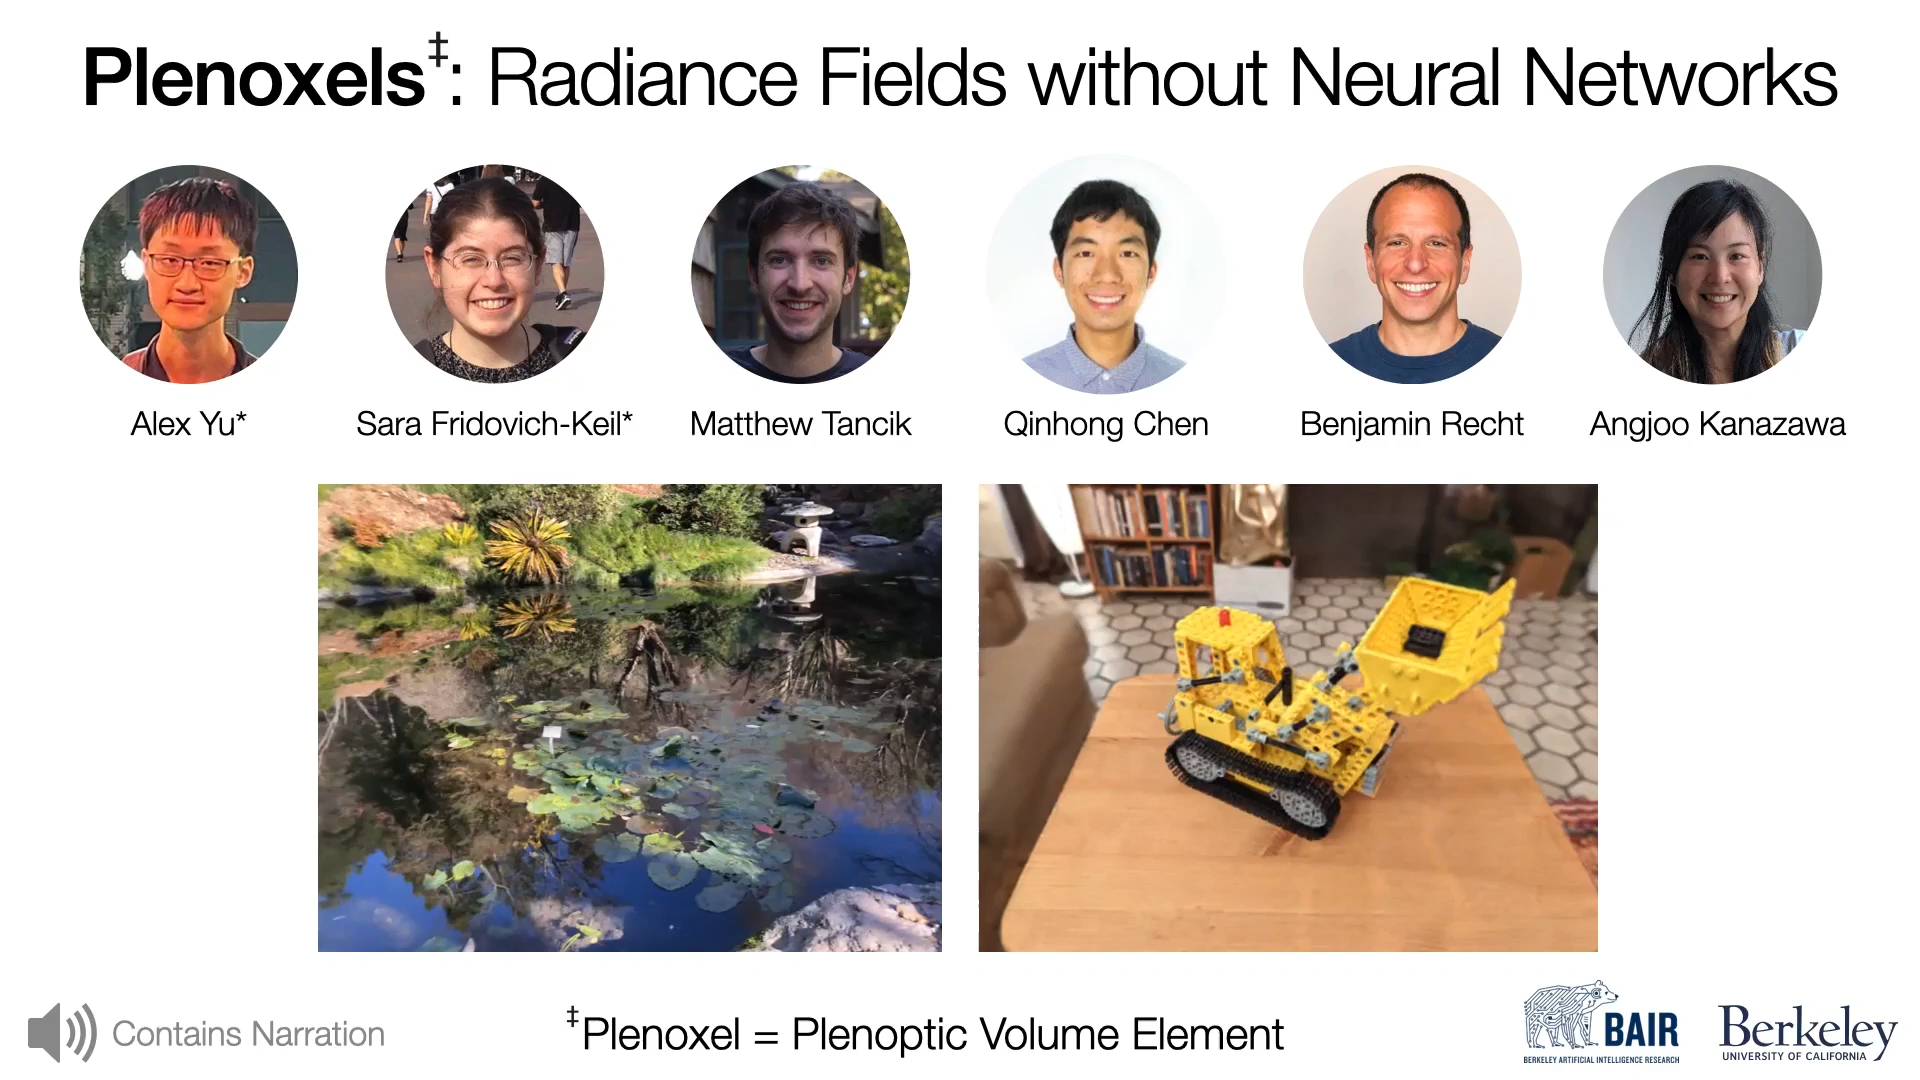 Plenoxels‡: Radiance Fields without Neural Networks
Alex Yu*
Sara Fridovich-Keil*
Matthew Tancik
Qinhong Chen
Benjamin Recht
Angjoo Kanazawa
Contains Narration
‡Plenoxel = Plenoptic Volume Element
BAIR
BERKELEY ARTIFICIAL INTELLIGENCE RESEARCH
Berkeley
UNIVERSITY OF CALIFORNIA